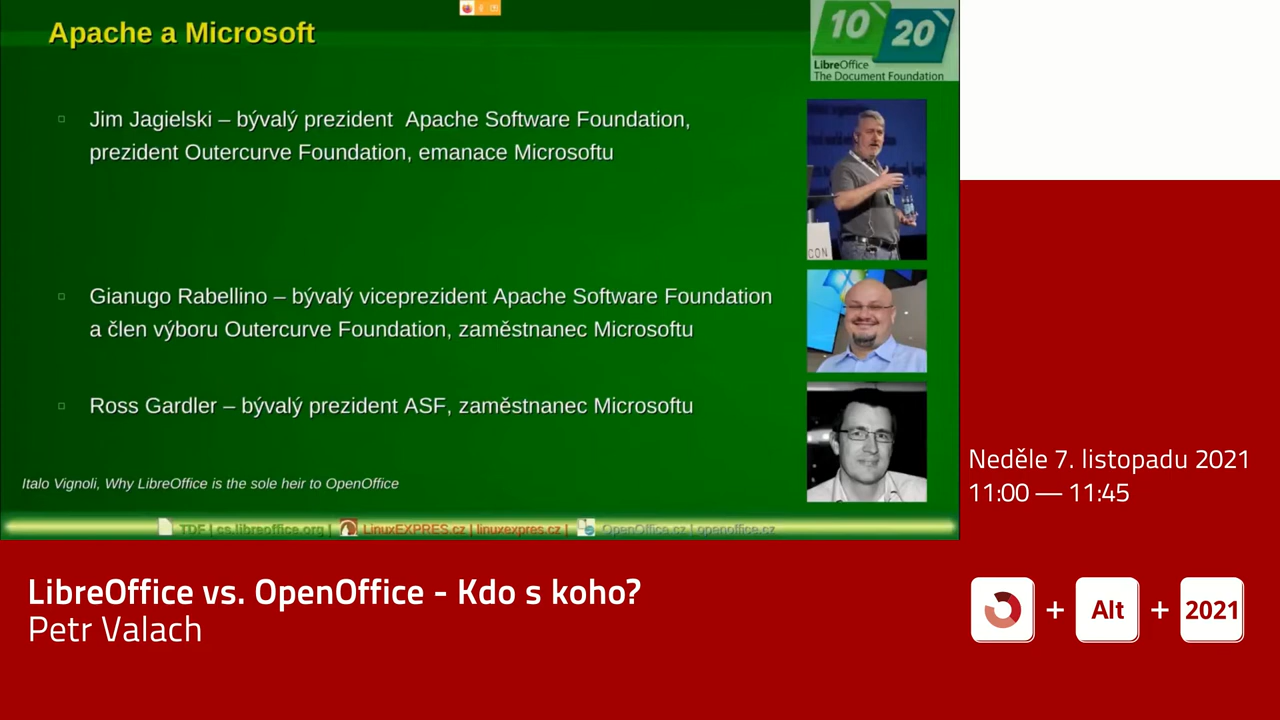 Apache a Microsoft
10 20
LibreOffice
The Document Foundation
Jim Jagielski – bývalý prezident Apache Software Foundation,
prezident Outercurve Foundation, emanace Microsoftu
CON
Gianugo Rabellino – bývalý viceprezident Apache Software Foundation
a člen výboru Outercurve Foundation, zaměstnanec Microsoftu
Ross Gardler – bývalý prezident ASF, zaměstnanec Microsoftu
Italo Vignoli, Why LibreOffice is the sole heir to OpenOffice
TDF | cs.libreoffice.org | LinuxEXPRES.cz | linuxexpres.cz | OpenOffice.cz | openoffice.cz
Neděle 7. listopadu 2021
11:00 — 11:45
LibreOffice vs. OpenOffice - Kdo s koho?
Petr Valach
+ Alt + 2021